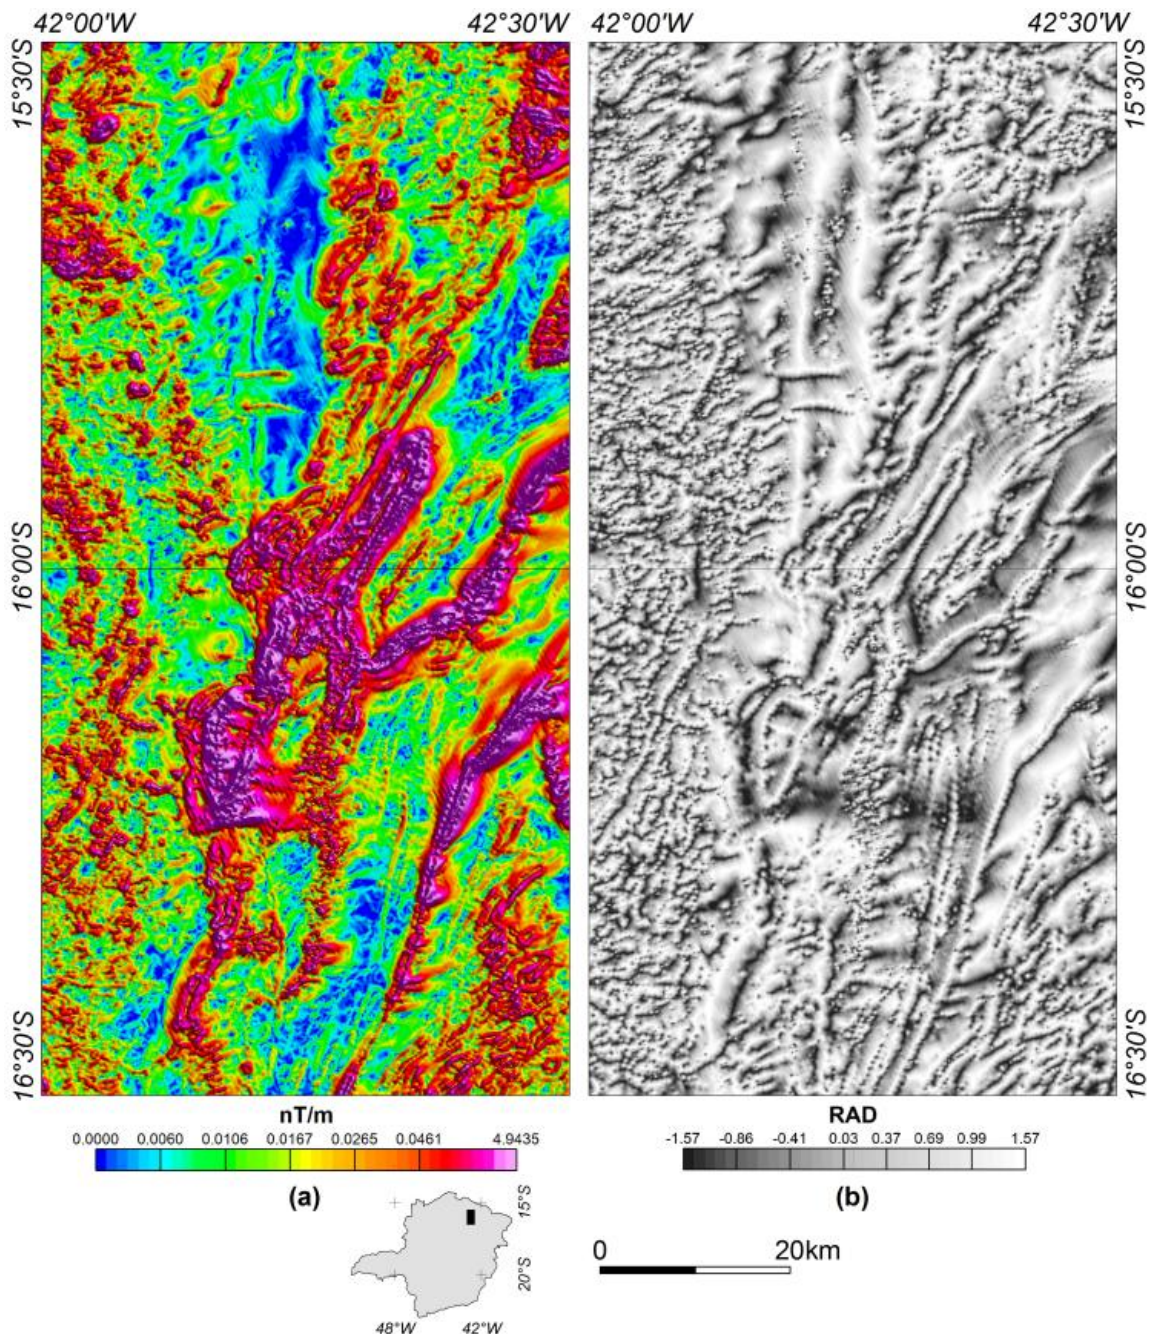 42°00'W 42°30'W 42°00'W 42°30'W
15°30'S 15°30'S
16°00'S 16°00'S
16°30'S 16°30'S
nT/m RAD
0.0000 0.0060 0.0106 0.0167 0.0265 0.0461 4.9435
-1.57 -0.86 -0.41 0.03 0.37 0.69 0.99 1.57
(a) (b)
15°S
0 20km
20°S
48°W 42°W